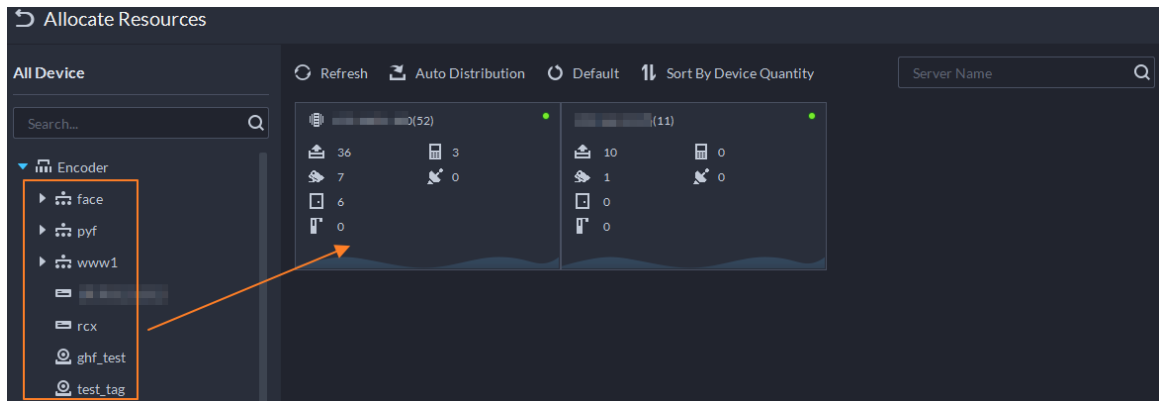 Allocate Resources
All Device
Refresh Auto Distribution Default Sort By Device Quantity Server Name
Search...
(52)
(11)
36 3
10 0
7 0
1 0
6
0
0
0
Encoder
face
pyf
www1
rcx
ghf_test
test_tag